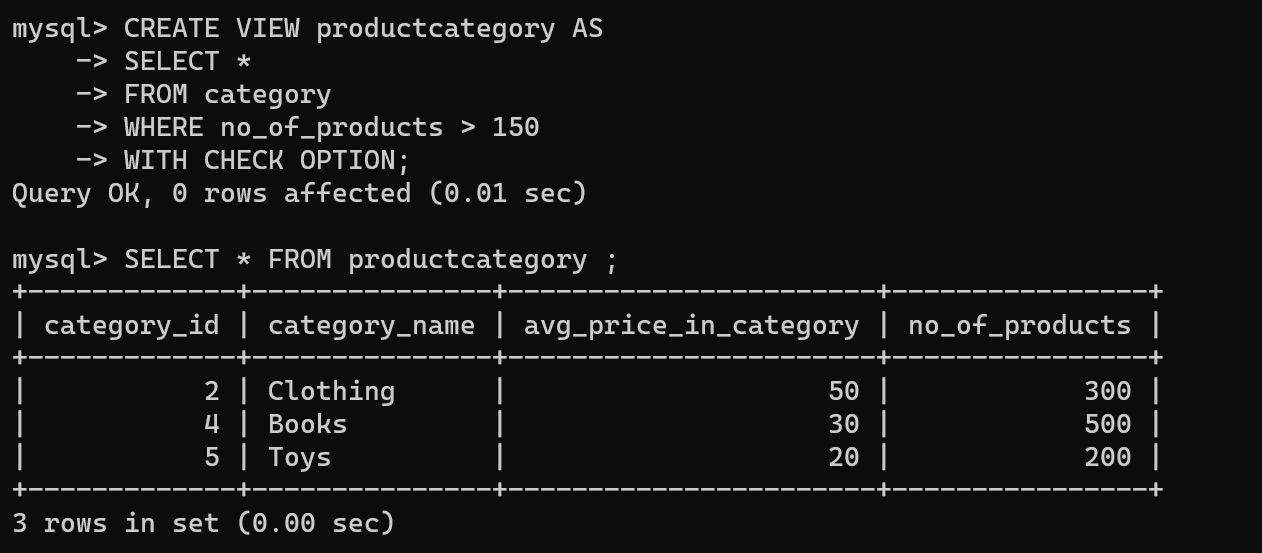 mysql> CREATE VIEW productcategory AS
    -> SELECT *
    -> FROM category
    -> WHERE no_of_products > 150
    -> WITH CHECK OPTION;
Query OK, 0 rows affected (0.01 sec)

mysql> SELECT * FROM productcategory ;
+-------------+---------------+-----------------------+----------------+
| category_id | category_name | avg_price_in_category | no_of_products |
+-------------+---------------+-----------------------+----------------+
|           2 | Clothing      |                    50 |            300 |
|           4 | Books         |                    30 |            500 |
|           5 | Toys          |                    20 |            200 |
+-------------+---------------+-----------------------+----------------+
3 rows in set (0.00 sec)